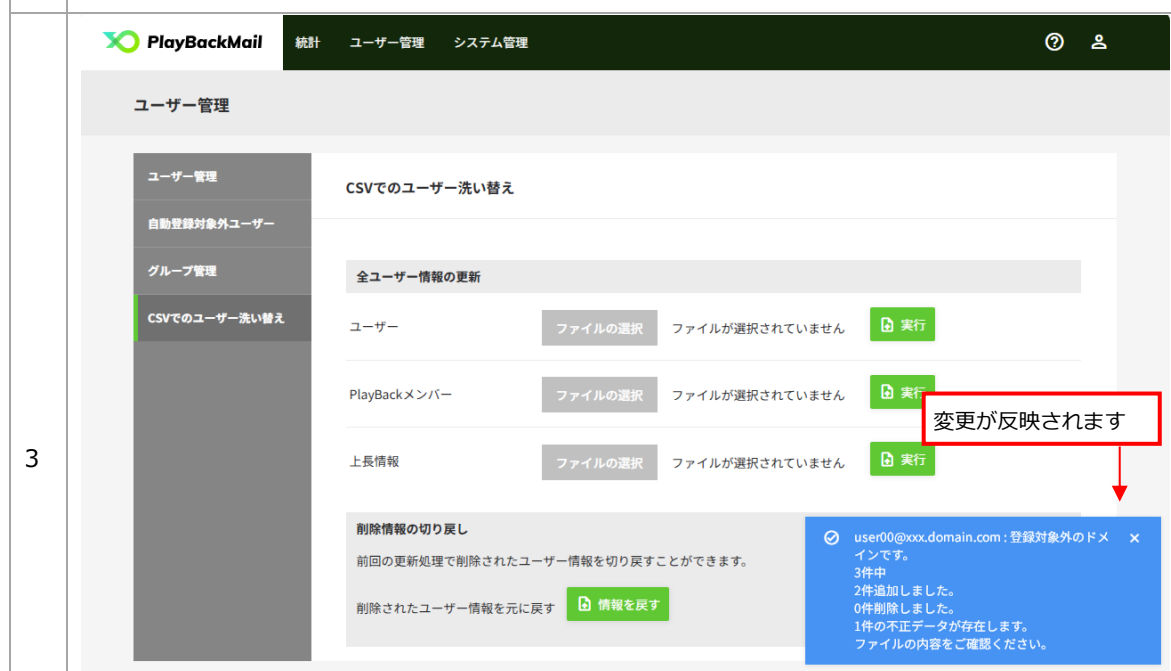 PlayBackMail 統計 ユーザー管理 システム管理
ユーザー管理
ユーザー管理
自動登録対象外ユーザー
グループ管理
CSVでのユーザー洗い替え
CSVでのユーザー洗い替え
全ユーザー情報の更新
ユーザー ファイルの選択 ファイルが選択されていません 実行
PlayBackメンバー ファイルの選択 ファイルが選択されていません 実行
変更が反映されます
3
上長情報 ファイルの選択 ファイルが選択されていません 実行
削除情報の切り戻し
前回の更新処理で削除されたユーザー情報を切り戻すことができます。
削除されたユーザー情報を元に戻す 情報を戻す
user00@xxx.domain.com : 登録対象外のドメ ×
インです。
3件中
2件追加しました。
0件削除しました。
1件の不正データが存在します。
ファイルの内容をご確認ください。